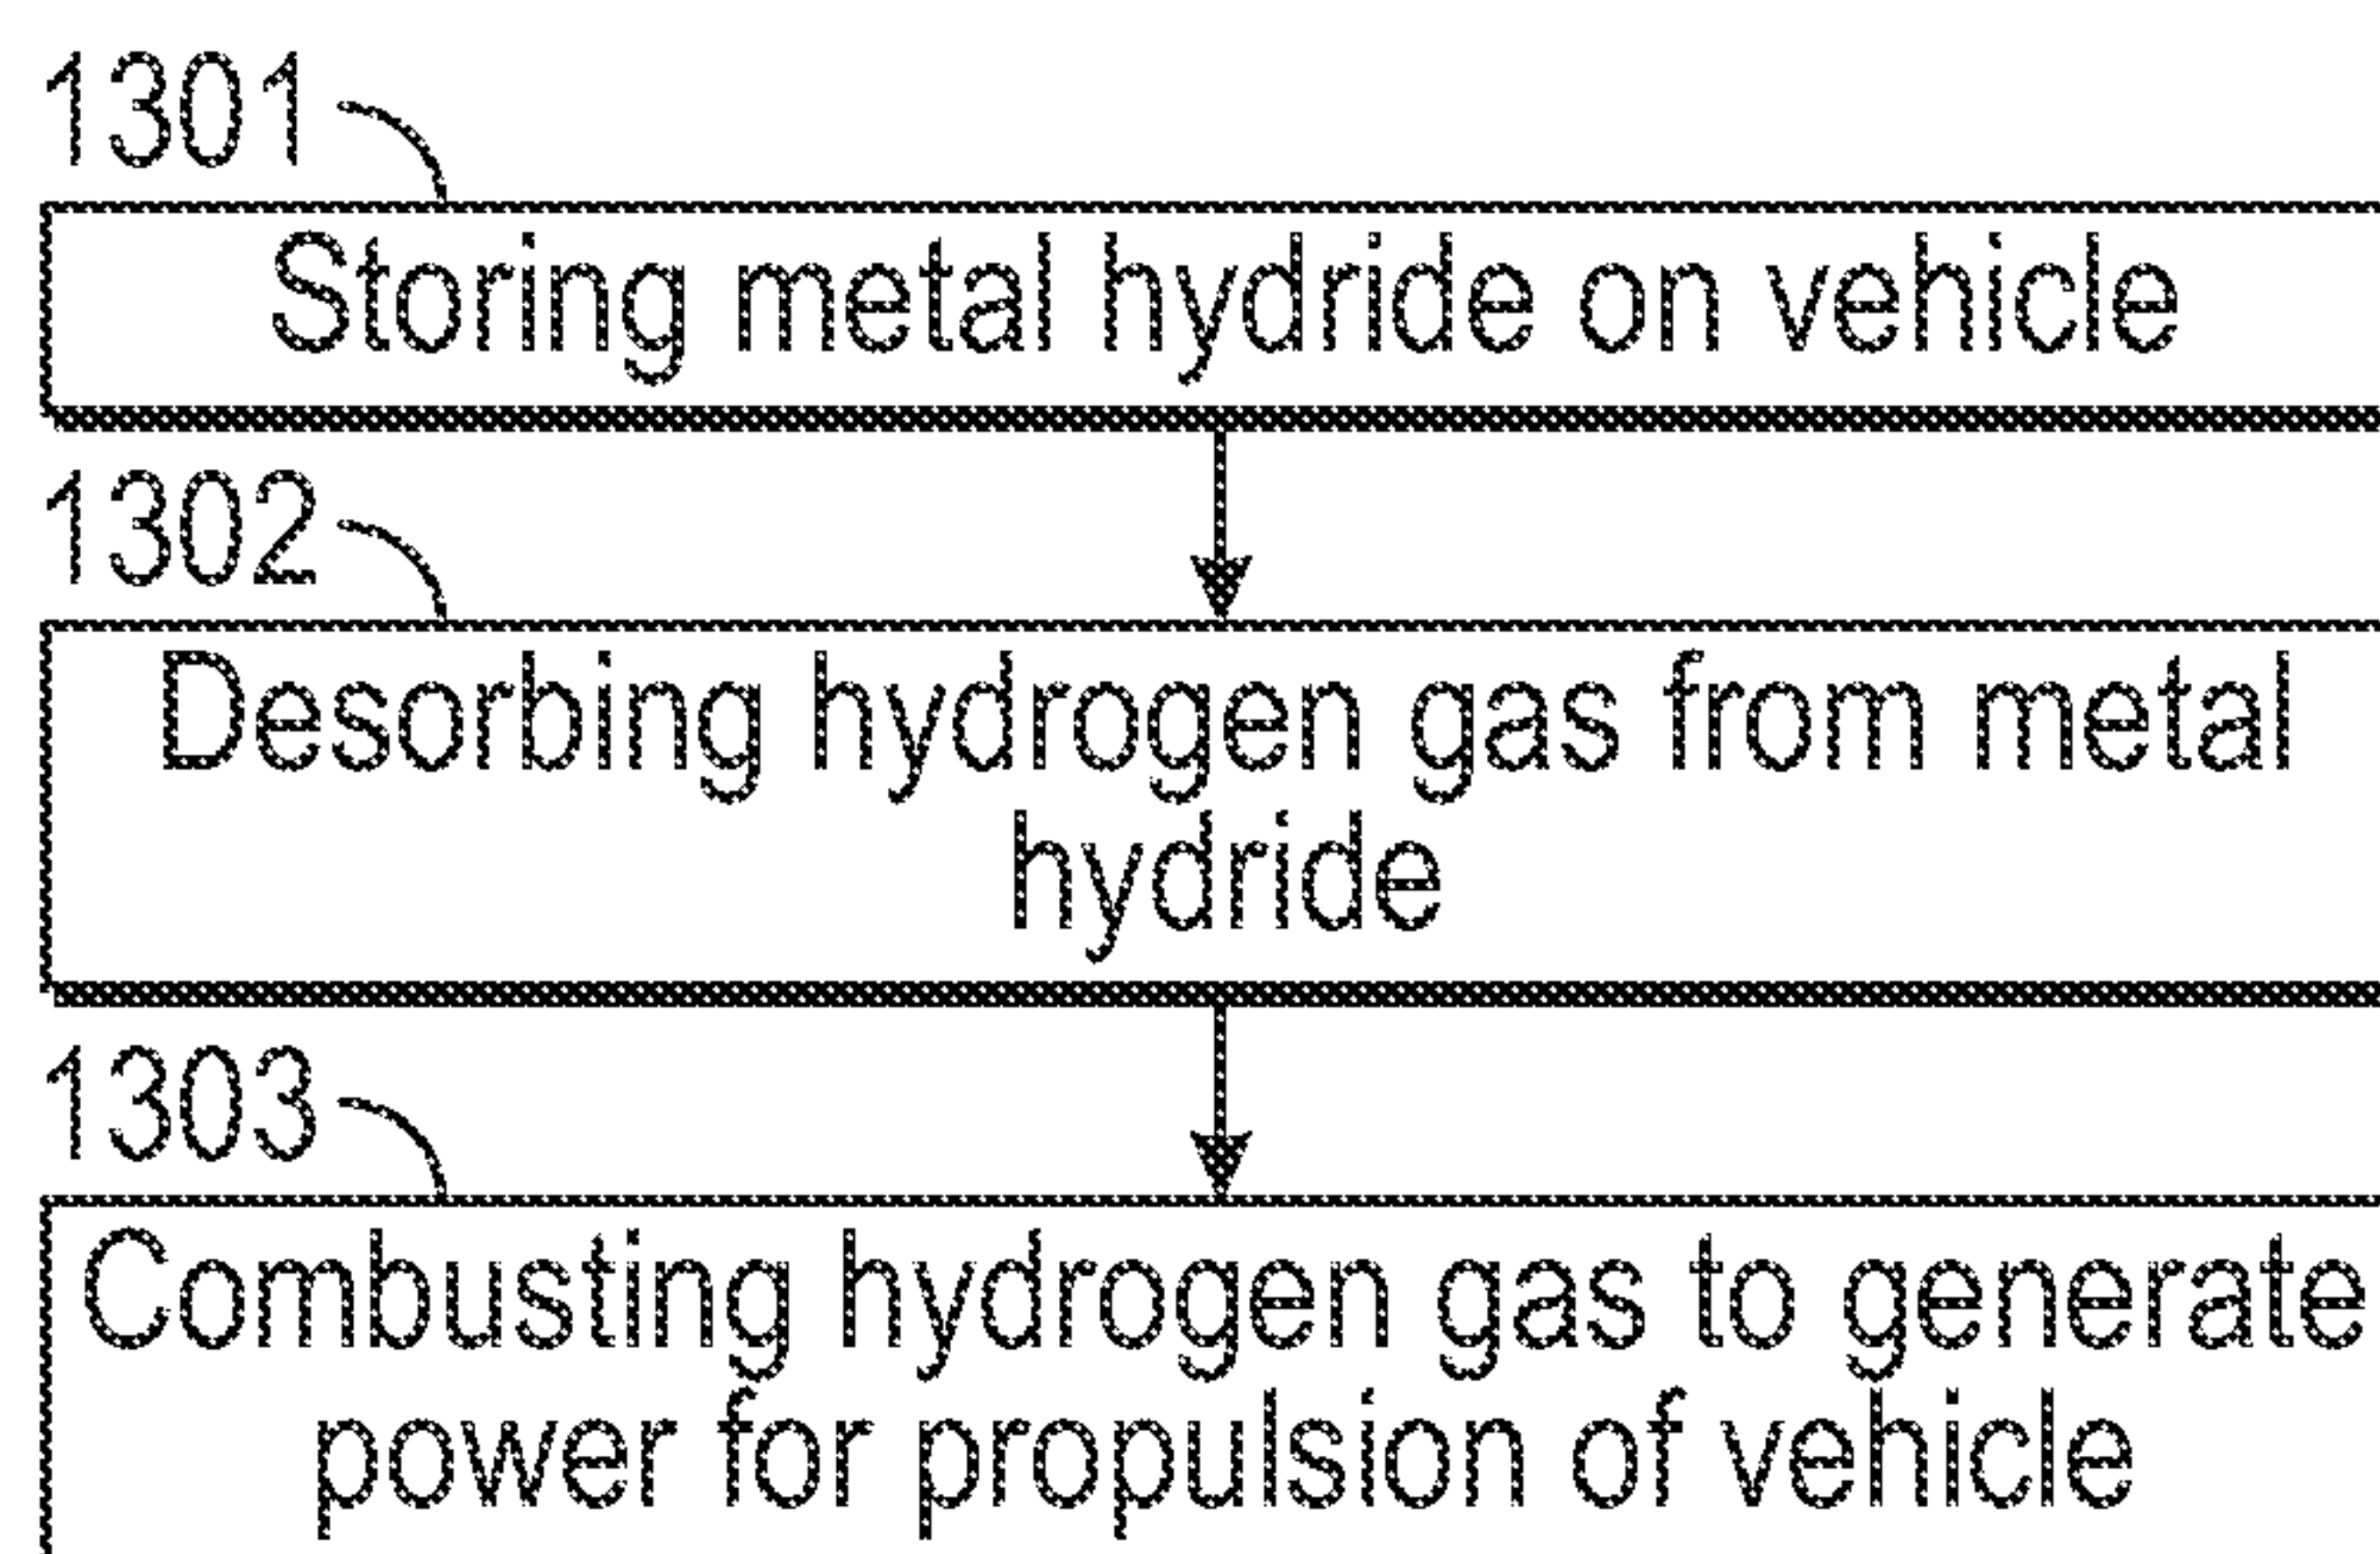 1301
Storing metal hydride on vehicle
1302
Desorbing hydrogen gas from metal
hydride
1303
Combusting hydrogen gas to generate
power for propulsion of vehicle